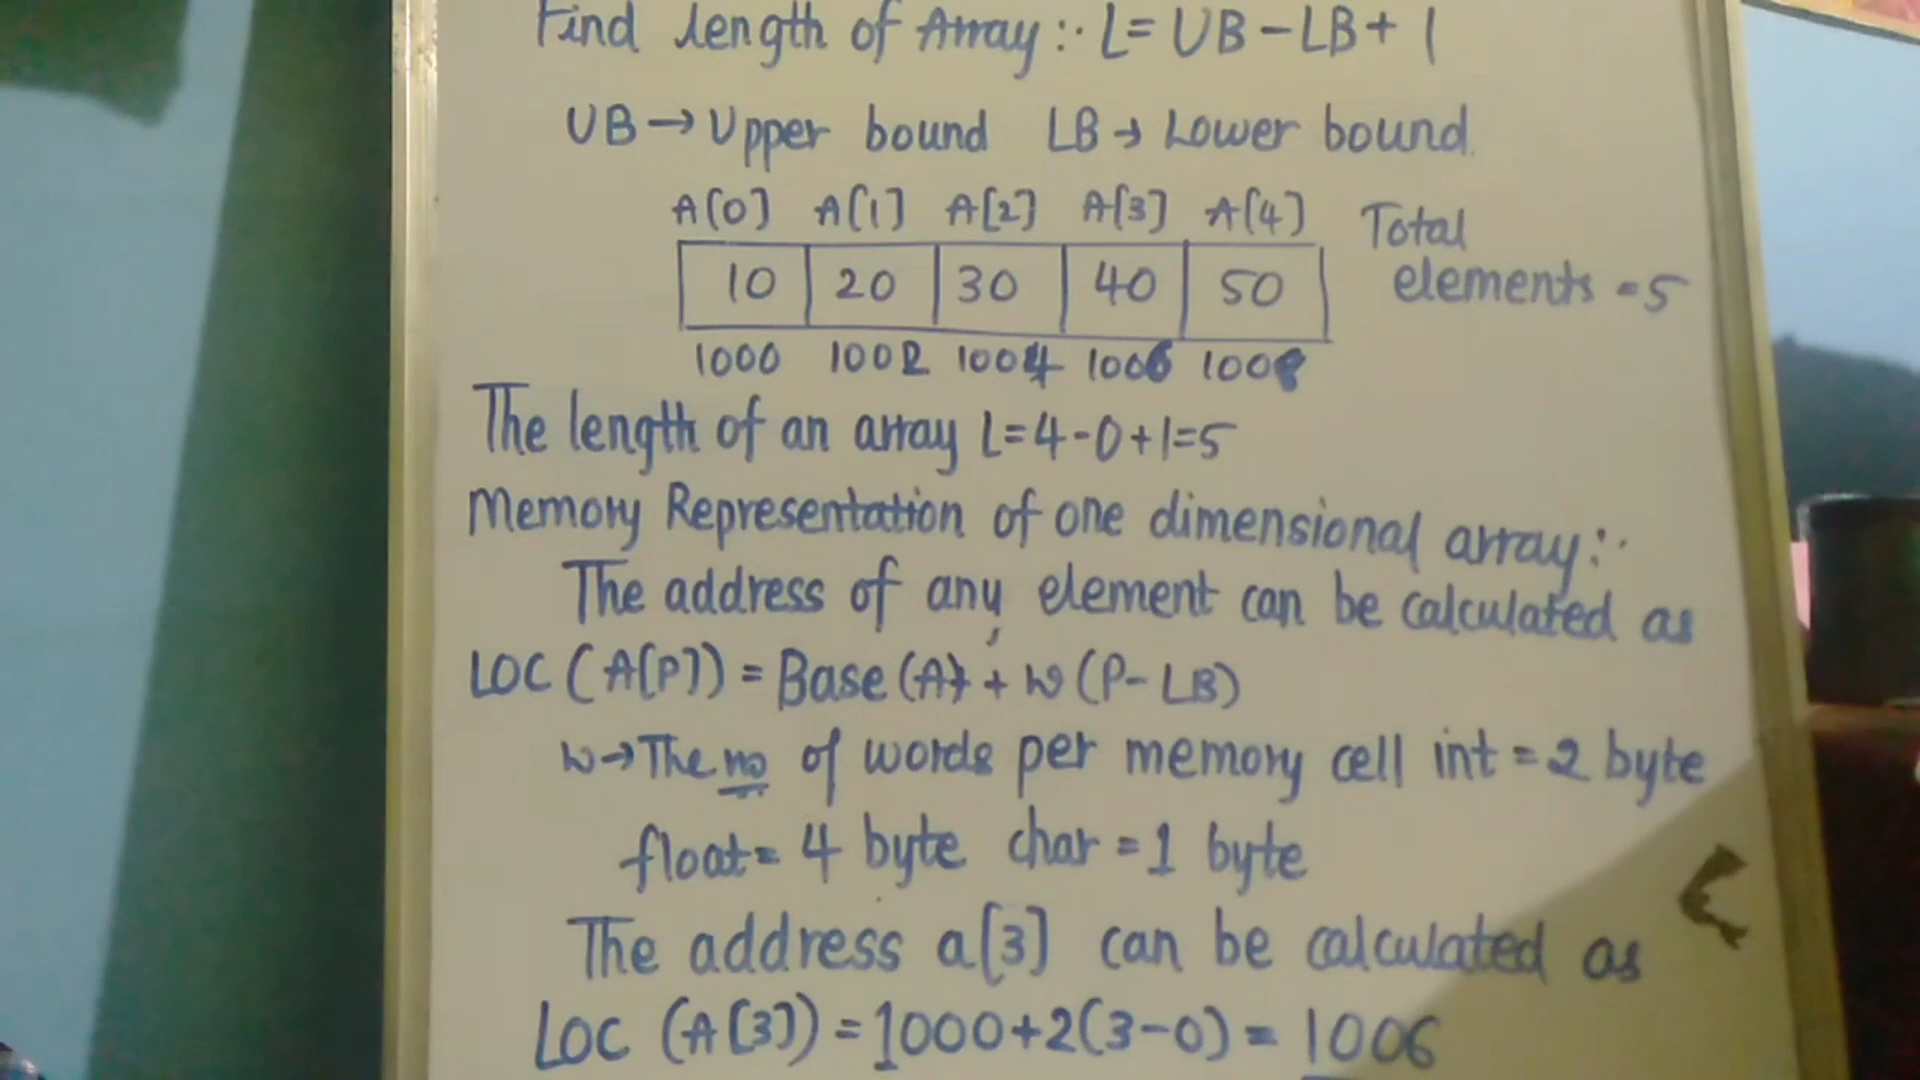 Find length of Array :- L = UB - LB + 1
UB → Upper bound LB → Lower bound.
A[0] A[1] A[2] A[3] A[4] Total
elements = 5
10 20 30 40 50
1000 1002 1004 1006 1008
The length of an array L = 4 - 0 + 1 = 5
Memory Representation of one dimensional array :-
The address of any element can be calculated as
LOC (A[P]) = Base (A) + w (P - LB)
w → The no of words per memory cell int = 2 byte
float = 4 byte char = 1 byte
The address a[3] can be calculated as
LOC (A[3]) = 1000 + 2(3-0) = 1006